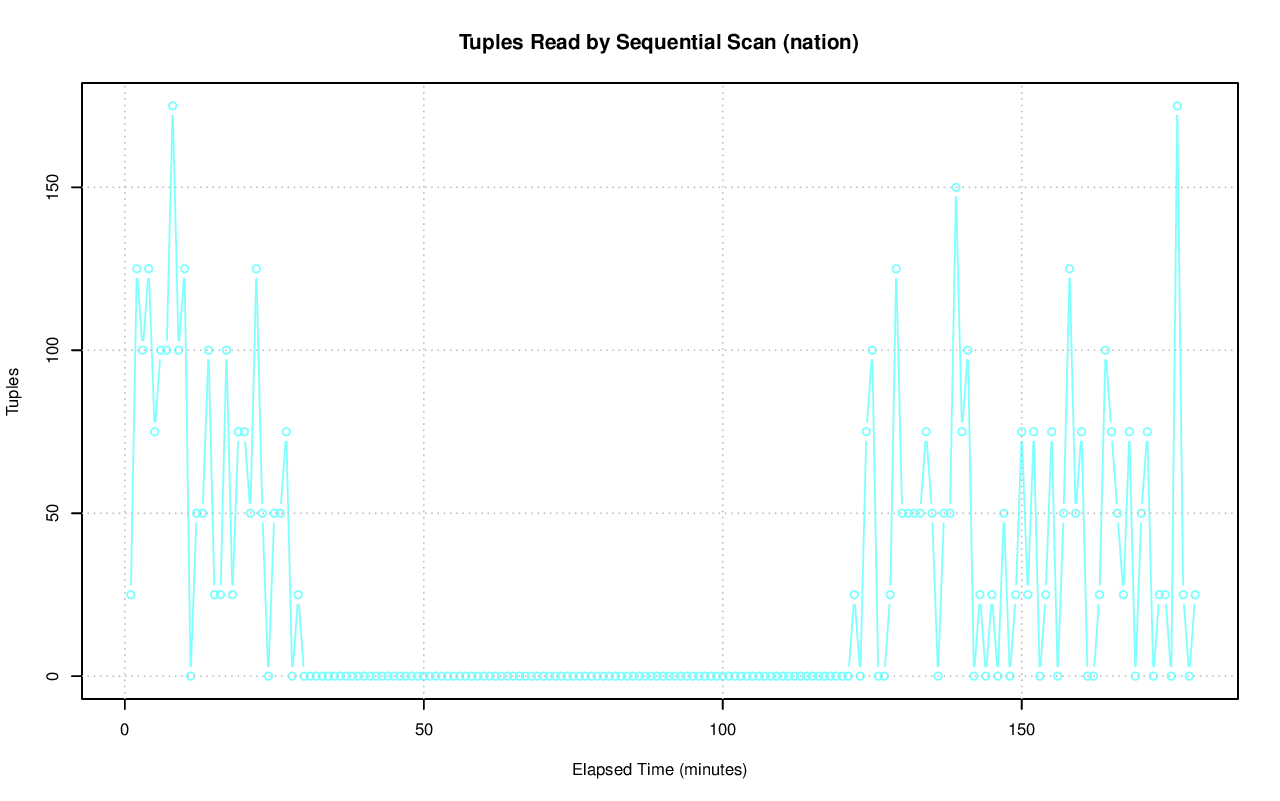 Tuples Read by Sequential Scan (nation)
Tuples
150
100
50
0
0 50 100 150
Elapsed Time (minutes)